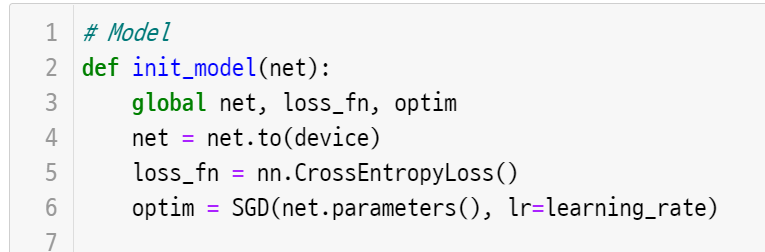 1 # Model
2 def init_model(net):
3     global net, loss_fn, optim
4     net = net.to(device)
5     loss_fn = nn.CrossEntropyLoss()
6     optim = SGD(net.parameters(), lr=learning_rate)
7